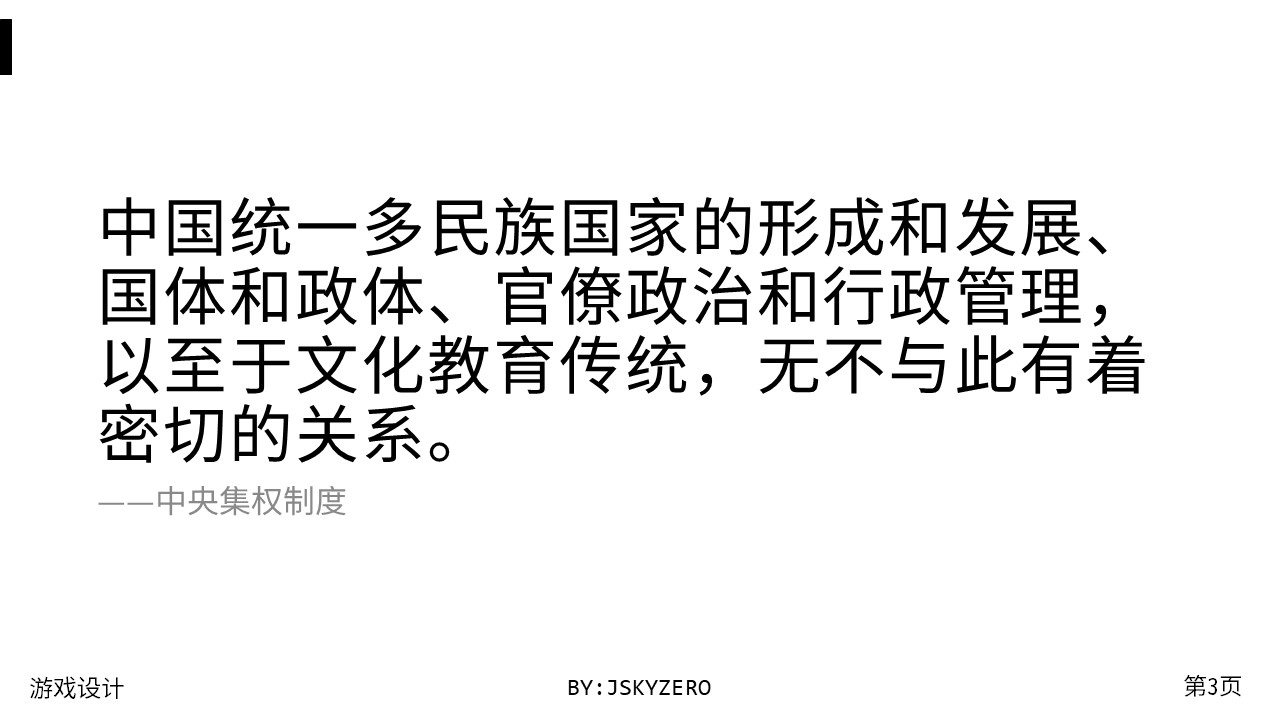 中国统一多民族国家的形成和发展、
国体和政体、官僚政治和行政管理，
以至于文化教育传统，无不与此有着
密切的关系。
——中央集权制度
游戏设计
BY:JSKYZERO
第3页